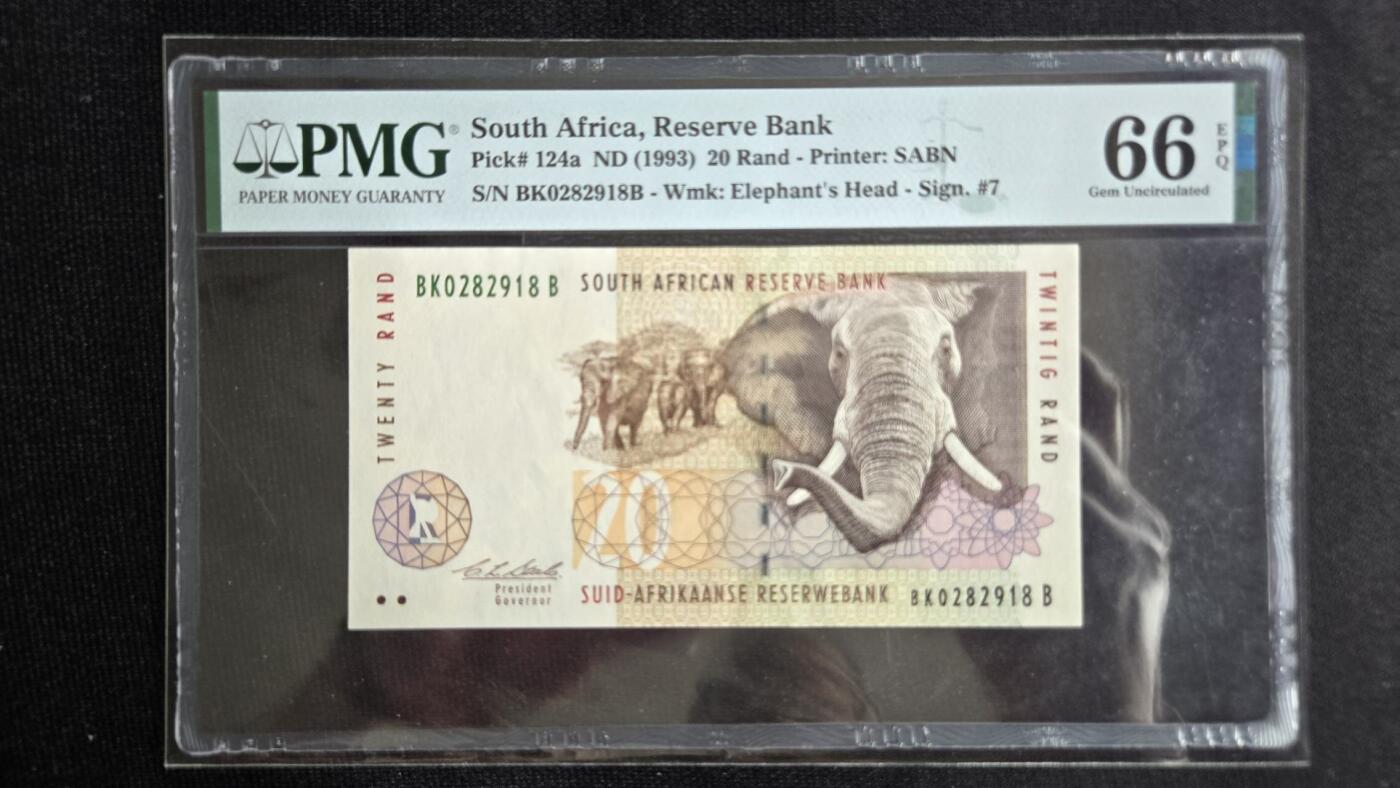 PMG®
PAPER MONEY GUARANTY
South Africa, Reserve Bank
Pick# 124a ND (1993) 20 Rand - Printer: SABN
S/N BK0282918B - Wmk: Elephant's Head - Sign. #7
66
EPQ
Gem Uncirculated
TWENTY RAND
BK0282918 B
SOUTH AFRICAN RESERVE BANK
TWINTIG RAND
20
President
Governor
SUID-AFRIKAANSE RESERWEBANK
BK0282918 B